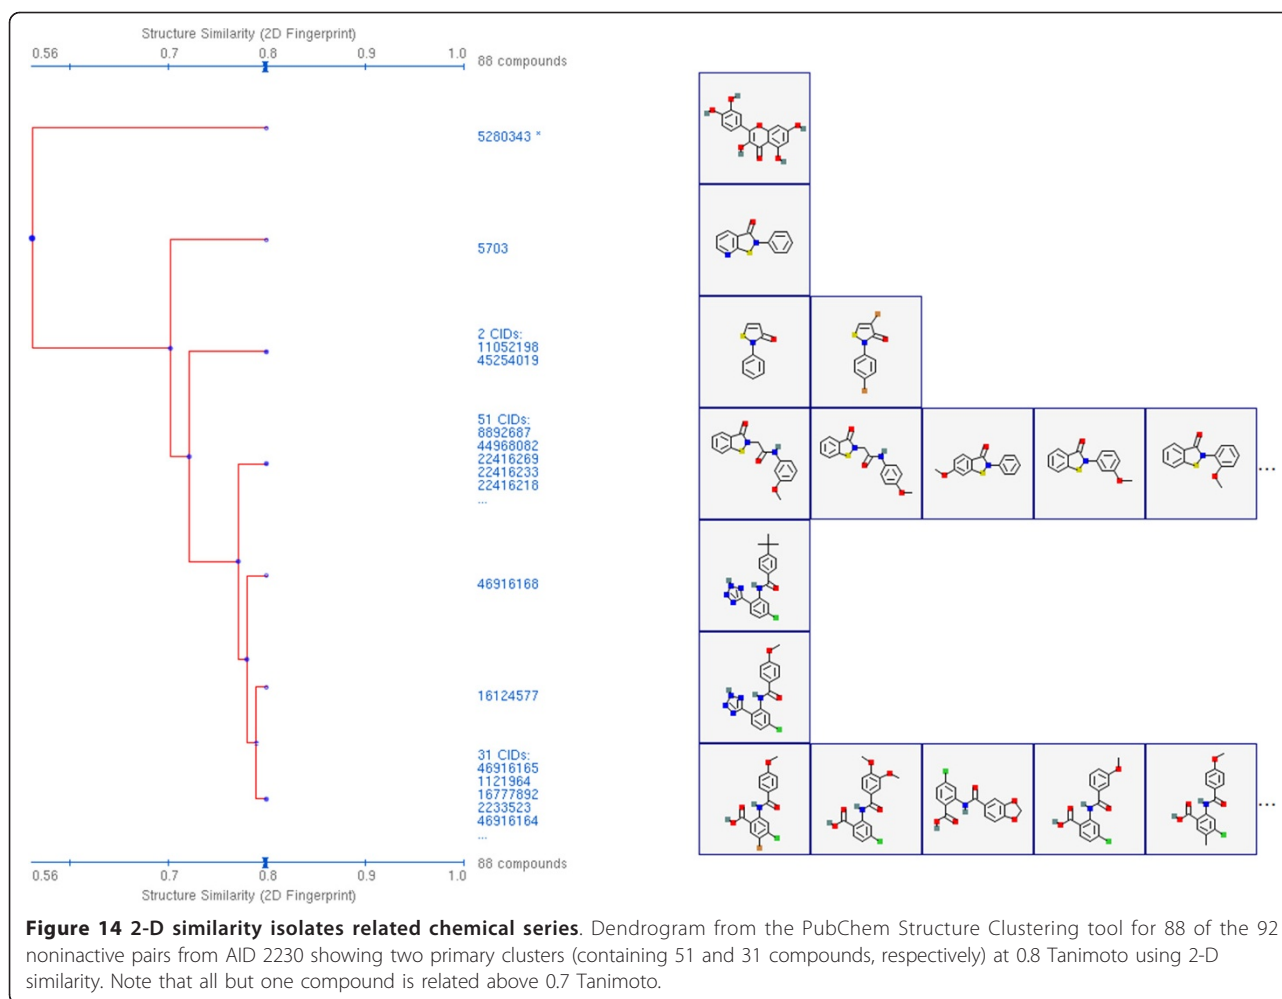 Structure Similarity (2D Fingerprint)
0.56 0.7 0.8 0.9 1.0
88 compounds
5280343 *
5703
2 CIDs:
11052198
45254019
51 CIDs:
8892687
44968082
22416269
22416233
22416218
...
...
46916168
16124577
31 CIDs:
46916165
1121964
16777892
2233523
46916164
...
...
88 compounds
0.56 0.7 0.8 0.9 1.0
Structure Similarity (2D Fingerprint)
Figure 14 2-D similarity isolates related chemical series. Dendrogram from the PubChem Structure Clustering tool for 88 of the 92
noninactive pairs from AID 2230 showing two primary clusters (containing 51 and 31 compounds, respectively) at 0.8 Tanimoto using 2-D
similarity. Note that all but one compound is related above 0.7 Tanimoto.